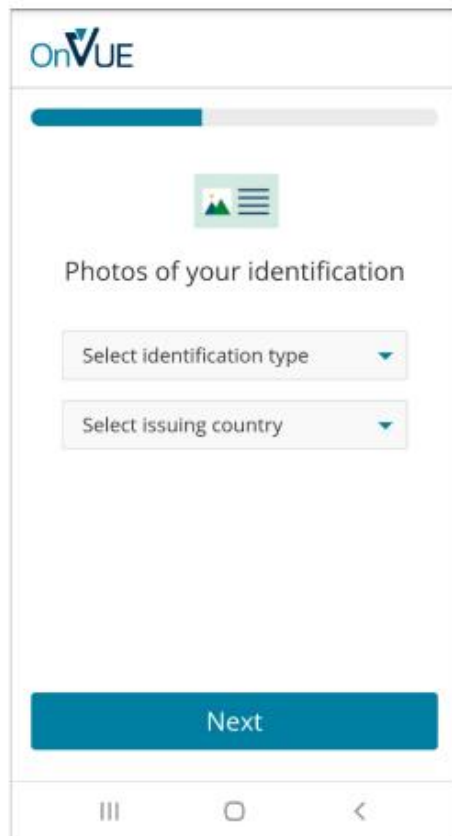 OnVUE
Photos of your identification
Select identification type
Select issuing country
Next